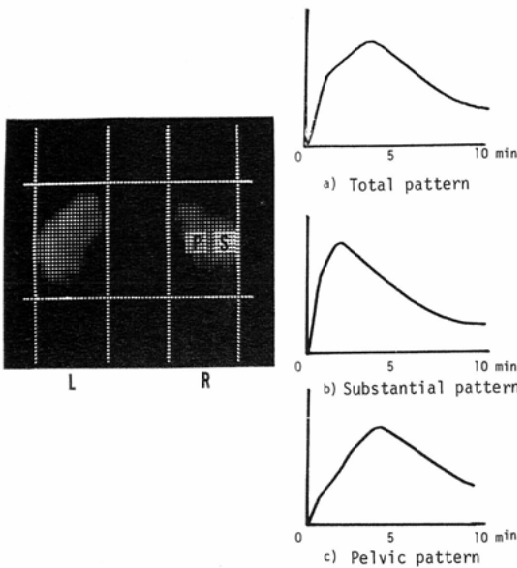 0 5 10 min
a) Total pattern
P S
0 5 10 min
L R
b) Substantial pattern
0 5 10 min
c) Pelvic pattern